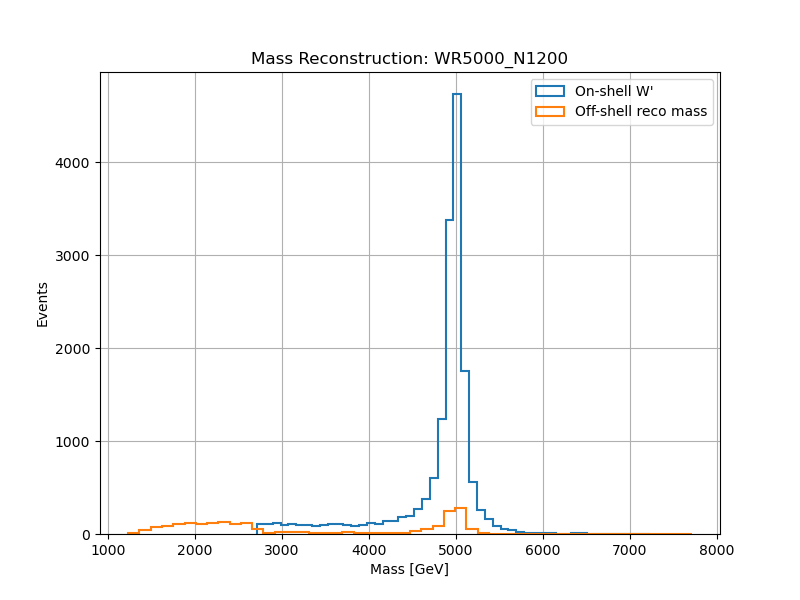 Mass Reconstruction: WR5000_N1200
On-shell W'
Off-shell reco mass
Events
4000
3000
2000
1000
0
1000 2000 3000 4000 5000 6000 7000 8000
Mass [GeV]